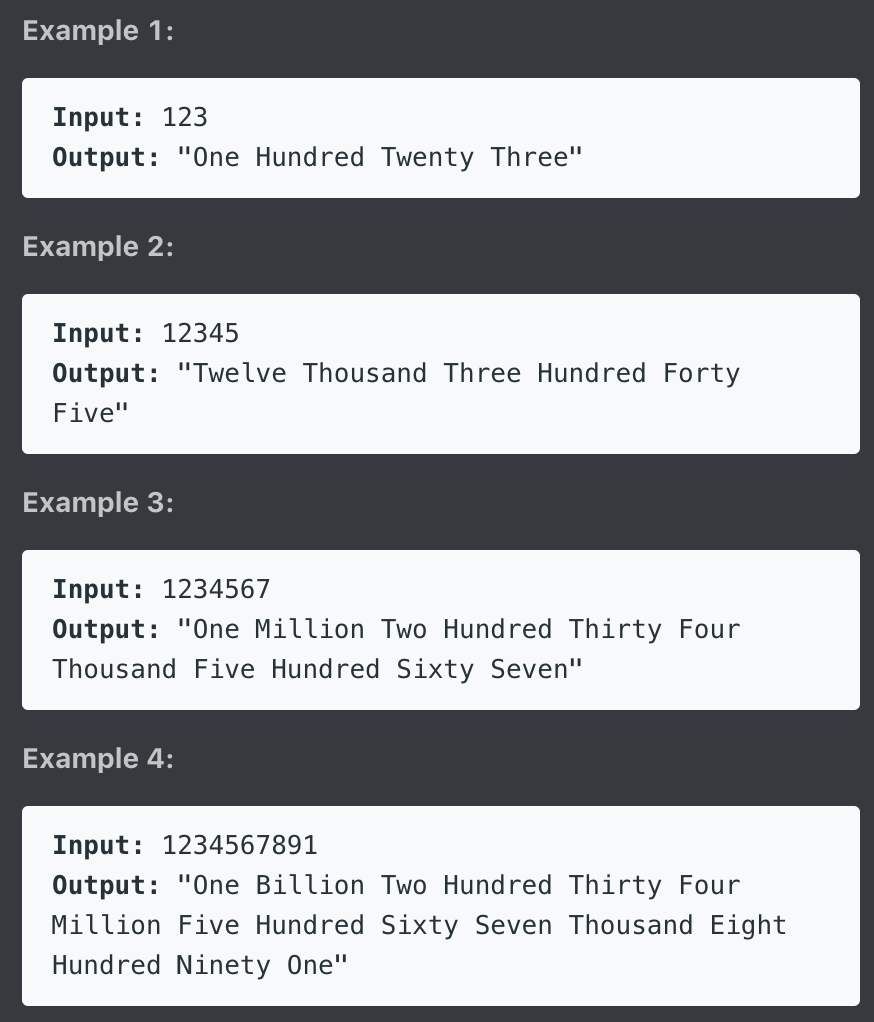 Example 1:
Input: 123
Output: "One Hundred Twenty Three"
Example 2:
Input: 12345
Output: "Twelve Thousand Three Hundred Forty
Five"
Example 3:
Input: 1234567
Output: "One Million Two Hundred Thirty Four
Thousand Five Hundred Sixty Seven"
Example 4:
Input: 1234567891
Output: "One Billion Two Hundred Thirty Four
Million Five Hundred Sixty Seven Thousand Eight
Hundred Ninety One"